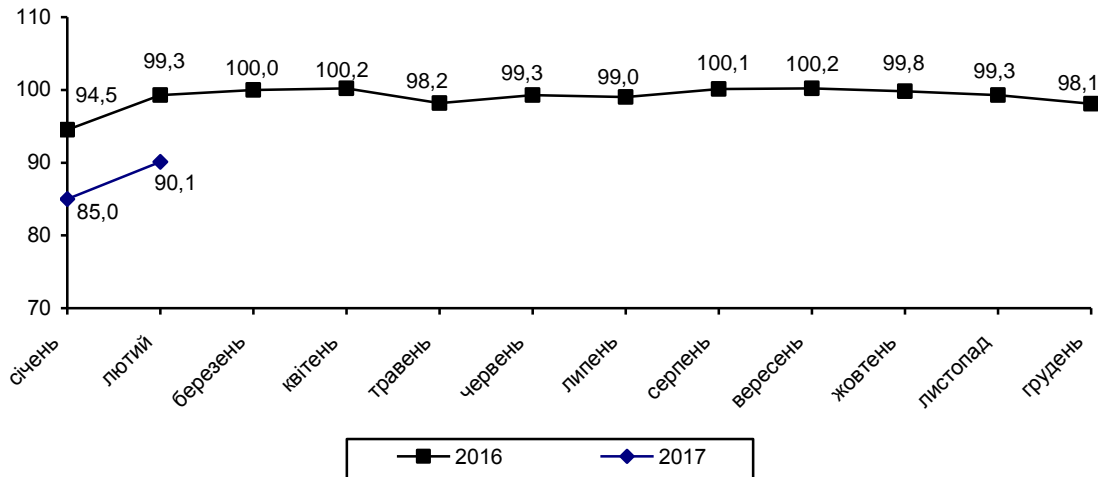 110
100
90
80
70
94,5
99,3
100,0
100,2
98,2
99,3
99,0
100,1
100,2
99,8
99,3
98,1
85,0
90,1
січень
лютий
березень
квітень
травень
червень
липень
серпень
вересень
жовтень
листопад
грудень
2016
2017